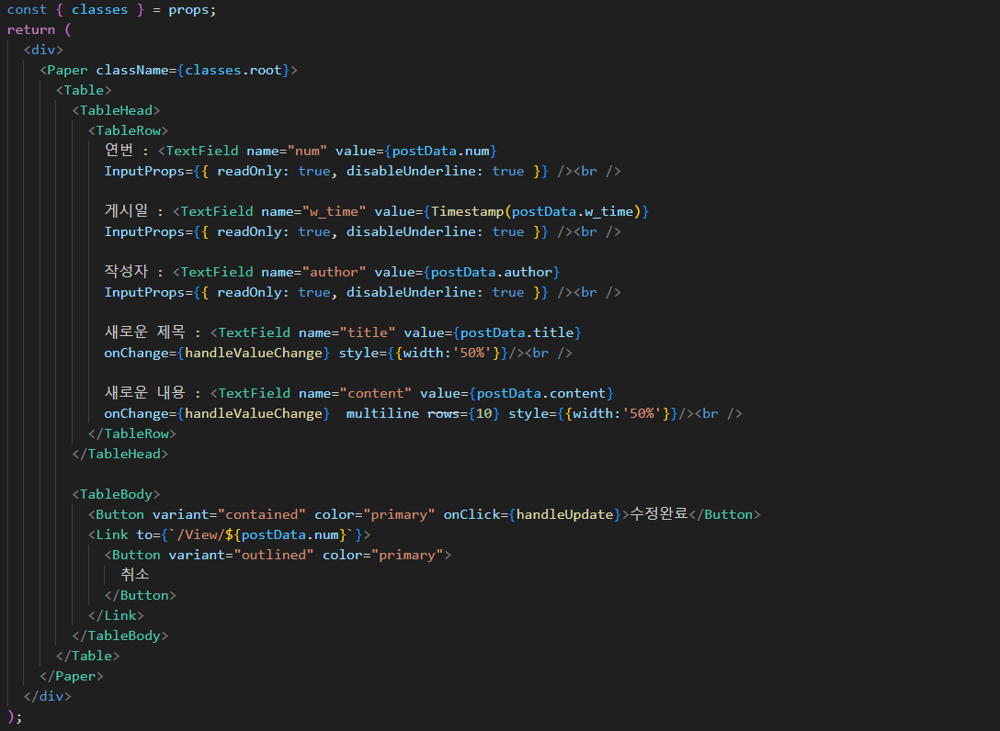 const { classes } = props;
return (
<div>
<Paper className={classes.root}>
<Table>
<TableHead>
<TableRow>
연번 : <TextField name="num" value={postData.num}
InputProps={{ readOnly: true, disableUnderline: true }} /><br />
게시일 : <TextField name="w_time" value={Timestamp(postData.w_time)}
InputProps={{ readOnly: true, disableUnderline: true }} /><br />
작성자 : <TextField name="author" value={postData.author}
InputProps={{ readOnly: true, disableUnderline: true }} /><br />
새로운 제목 : <TextField name="title" value={postData.title}
onChange={handleValueChange} style={{width:'50%'}}/><br />
새로운 내용 : <TextField name="content" value={postData.content}
onChange={handleValueChange}  multiline rows={10} style={{width:'50%'}}/><br />
</TableRow>
</TableHead>
<TableBody>
<Button variant="contained" color="primary" onClick={handleUpdate}>수정완료</Button>
<Link to={`/View/${postData.num}`}>
<Button variant="outlined" color="primary">
취소
</Button>
</Link>
</TableBody>
</Table>
</Paper>
</div>
);